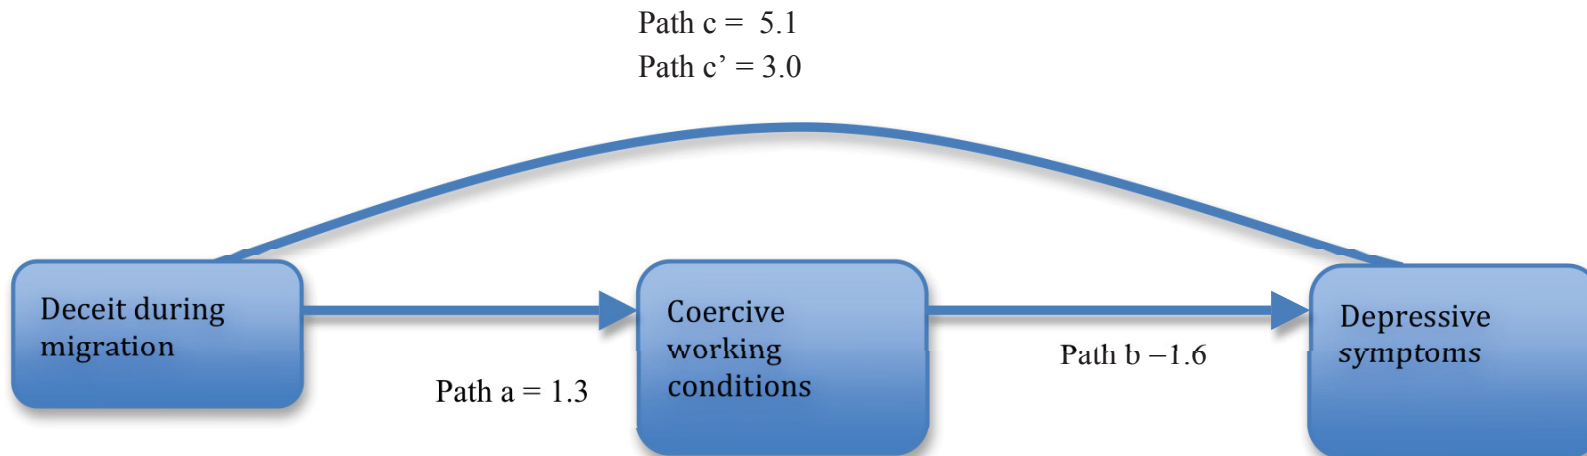 Path c = 5.1
Path c’ = 3.0
Deceit during
migration
Path a = 1.3
Coercive
working
conditions
Path b –1.6
Depressive
symptoms